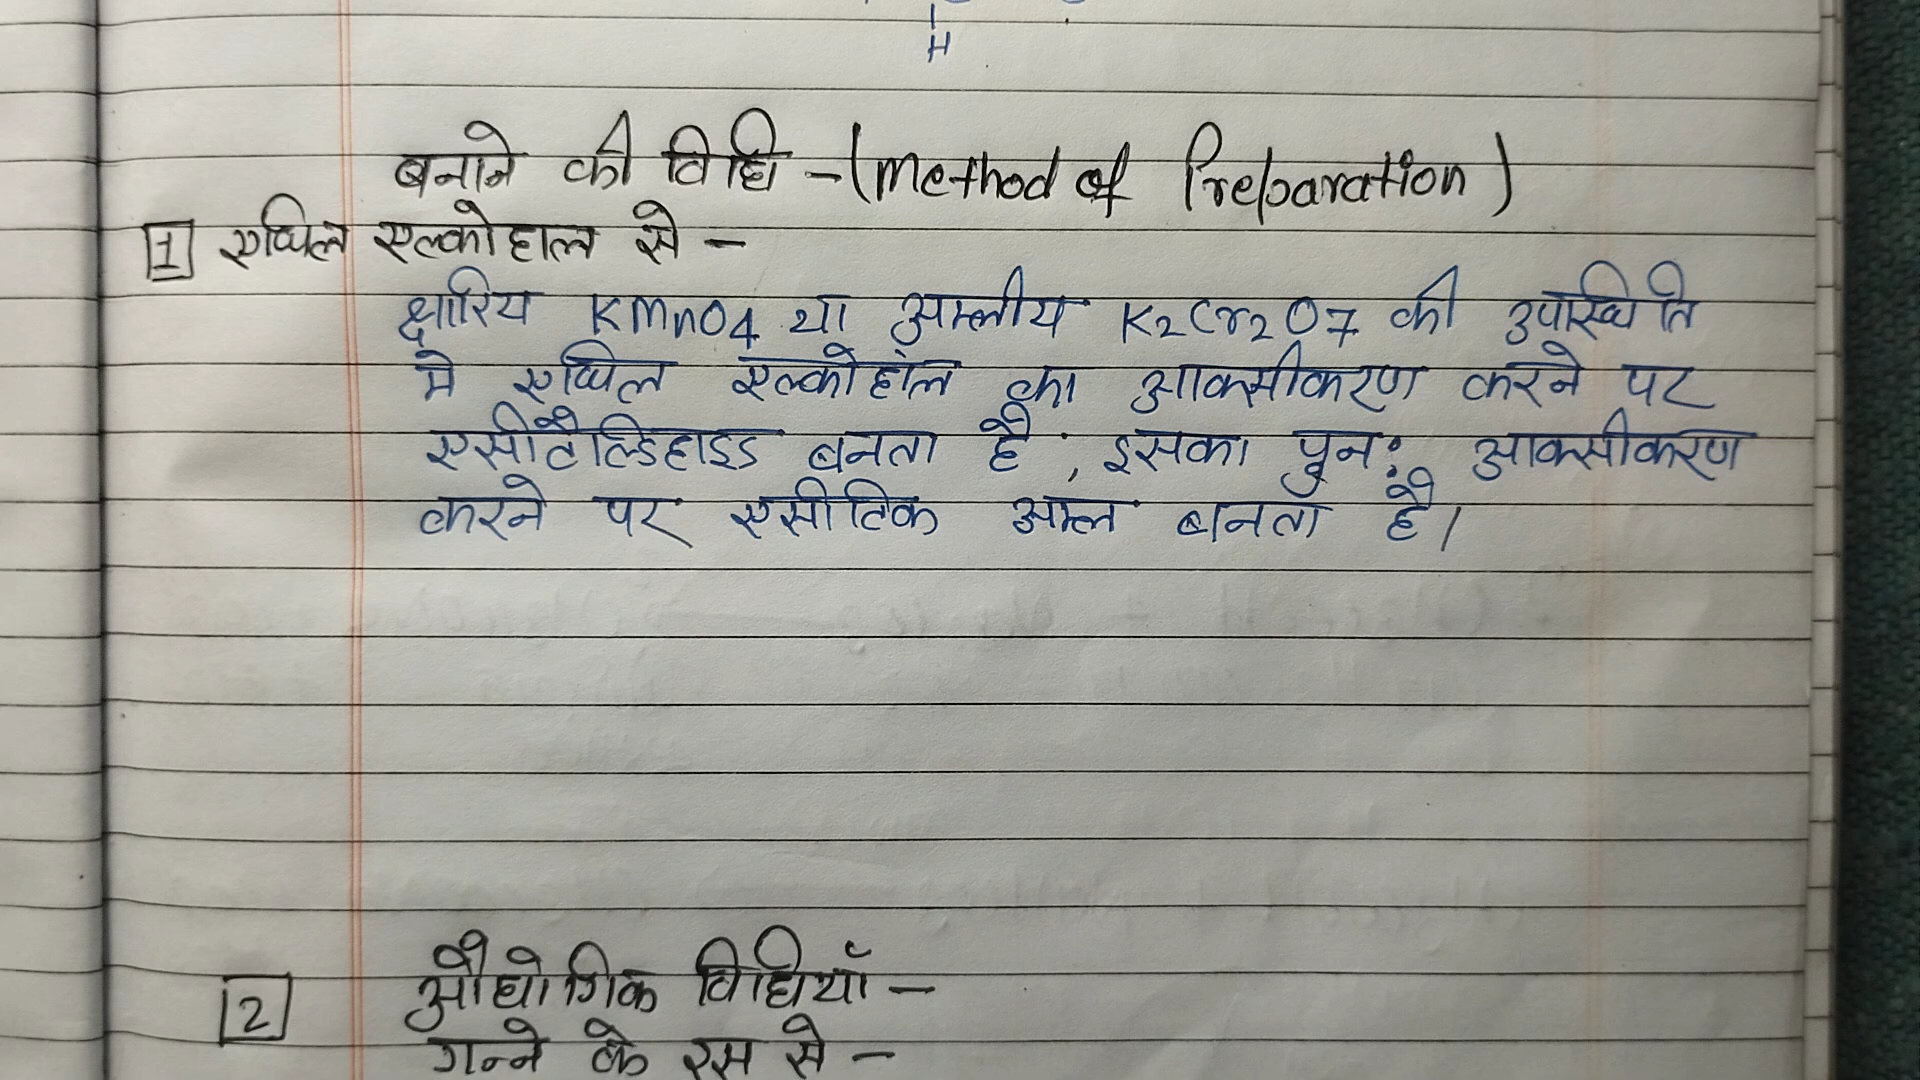 H
बनाने की विधि - (Method of Preparation)
1 एथिल एल्कोहाल से -
क्षारिय KMnO4 या अम्लीय K2Cr2O7 की उपस्थिति
मे एथिल एल्कोहॉल का आक्सीकरण करने पर
एसीटैल्डिहाइड बनता है, इसका पुन: आक्सीकरण
करने पर एसीटिक अम्ल बनता है।
2 औधोगिक विधियाँ -
गन्ने के रस से -